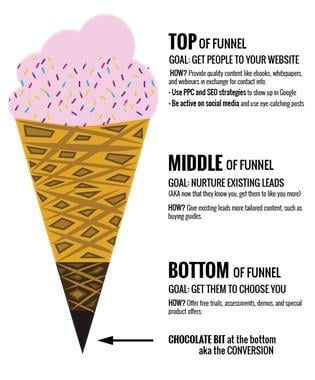 TOP OF FUNNEL
GOAL: GET PEOPLE TO YOUR WEBSITE
HOW? Provide quality content like ebooks, whitepapers,
and webinars in exchange for contact info.
• Use PPC and SEO strategies to show up in Google
• Be active on social media and use eye-catching posts
MIDDLE OF FUNNEL
GOAL: NURTURE EXISTING LEADS
(AKA now that they know you, get them to like you more)
HOW? Give existing leads more tailored content, such as
buying guides.
BOTTOM OF FUNNEL
GOAL: GET THEM TO CHOOSE YOU
HOW? Offer free trials, assessments, demos, and special
product offers.
CHOCOLATE BIT at the bottom
aka the CONVERSION